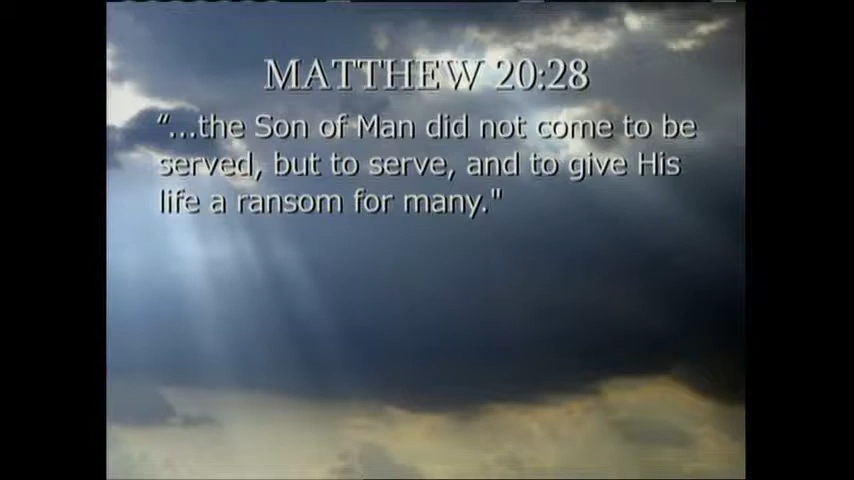 MATTHEW 20:28
“...the Son of Man did not come to be
served, but to serve, and to give His
life a ransom for many."